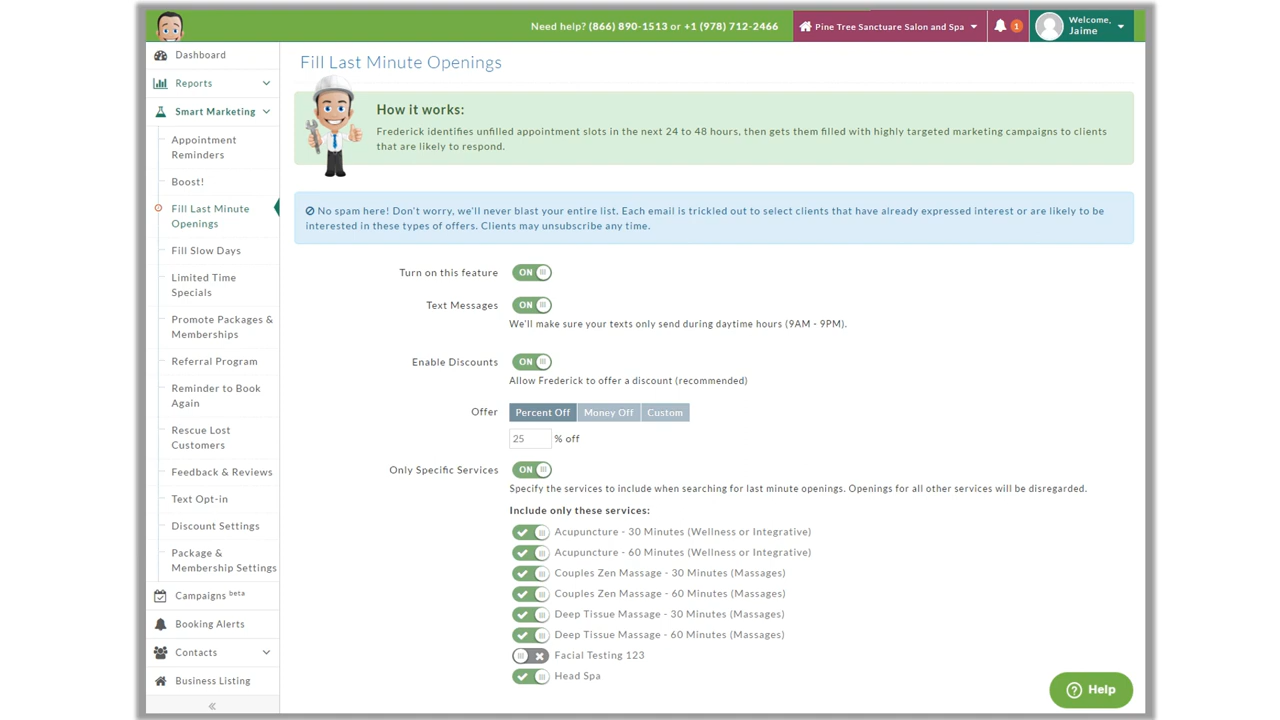 Need help? (866) 890-1513 or +1 (978) 712-2466
Pine Tree Sanctuare Salon and Spa
1
Welcome,
Jaime
Dashboard
Reports
Smart Marketing
Appointment
Reminders
Boost!
Fill Last Minute
Openings
Fill Slow Days
Limited Time
Specials
Promote Packages &
Memberships
Referral Program
Reminder to Book
Again
Rescue Lost
Customers
Feedback & Reviews
Text Opt-in
Discount Settings
Package &
Membership Settings
Campaigns beta
Booking Alerts
Contacts
Business Listing
Fill Last Minute Openings
How it works:
Frederick identifies unfilled appointment slots in the next 24 to 48 hours, then gets them filled with highly targeted marketing campaigns to clients
that are likely to respond.
No spam here! Don't worry, we'll never blast your entire list. Each email is trickled out to select clients that have already expressed interest or are likely to be
interested in these types of offers. Clients may unsubscribe any time.
Turn on this feature ON
Text Messages ON
We'll make sure your texts only send during daytime hours (9AM - 9PM).
Enable Discounts ON
Allow Frederick to offer a discount (recommended)
Offer Percent Off Money Off Custom
25 % off
Only Specific Services ON
Specify the services to include when searching for last minute openings. Openings for all other services will be disregarded.
Include only these services:
Acupuncture - 30 Minutes (Wellness or Integrative)
Acupuncture - 60 Minutes (Wellness or Integrative)
Couples Zen Massage - 30 Minutes (Massages)
Couples Zen Massage - 60 Minutes (Massages)
Deep Tissue Massage - 30 Minutes (Massages)
Deep Tissue Massage - 60 Minutes (Massages)
Facial Testing 123
Head Spa
Help